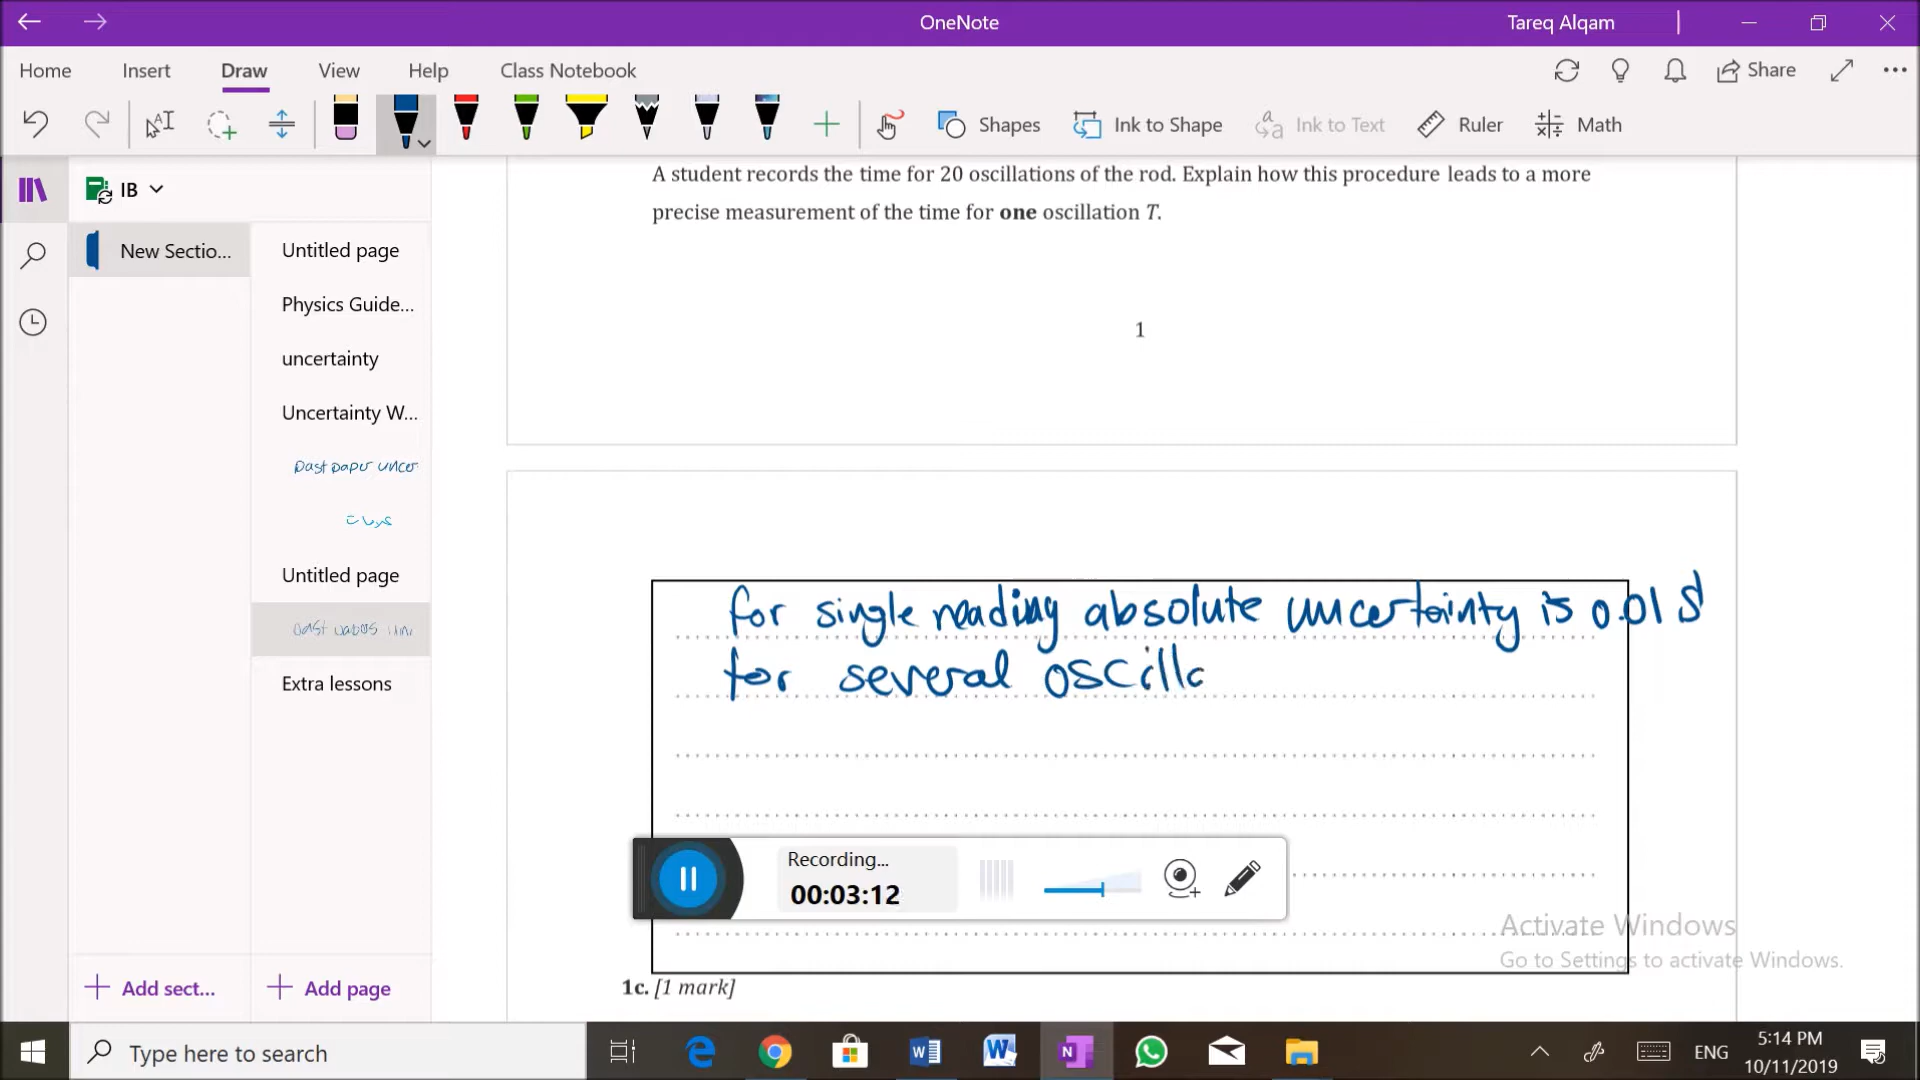 OneNote
Tareq Alqam
Home Insert Draw View Help Class Notebook
Share
Shapes Ink to Shape Ink to Text Ruler Math
IB
New Sectio...
Untitled page
Physics Guide...
uncertainty
Uncertainty W...
past paper uncer
Untitled page
Extra lessons
Add sect...
Add page
A student records the time for 20 oscillations of the rod. Explain how this procedure leads to a more
precise measurement of the time for one oscillation T.
1
for single reading absolute uncertainty is 0.01 s
for several oscilla
Recording...
00:03:12
Activate Windows
Go to Settings to activate Windows.
1c. [1 mark]
Type here to search
ENG
5:14 PM
10/11/2019